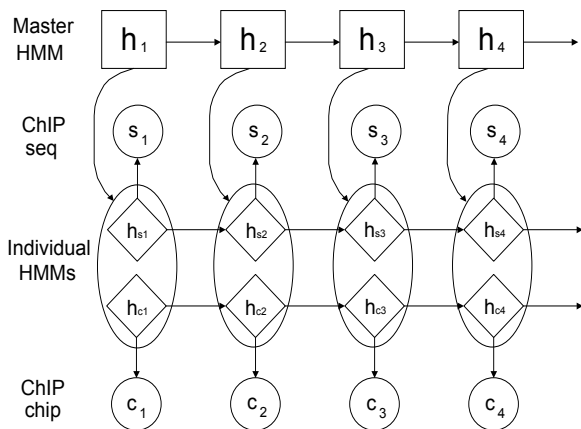 Master
HMM
h1 h2 h3 h4
ChIP
seq
s1 s2 s3 s4
Individual
HMMs
hs1 hs2 hs3 hs4
hc1 hc2 hc3 hc4
ChIP
chip
c1 c2 c3 c4